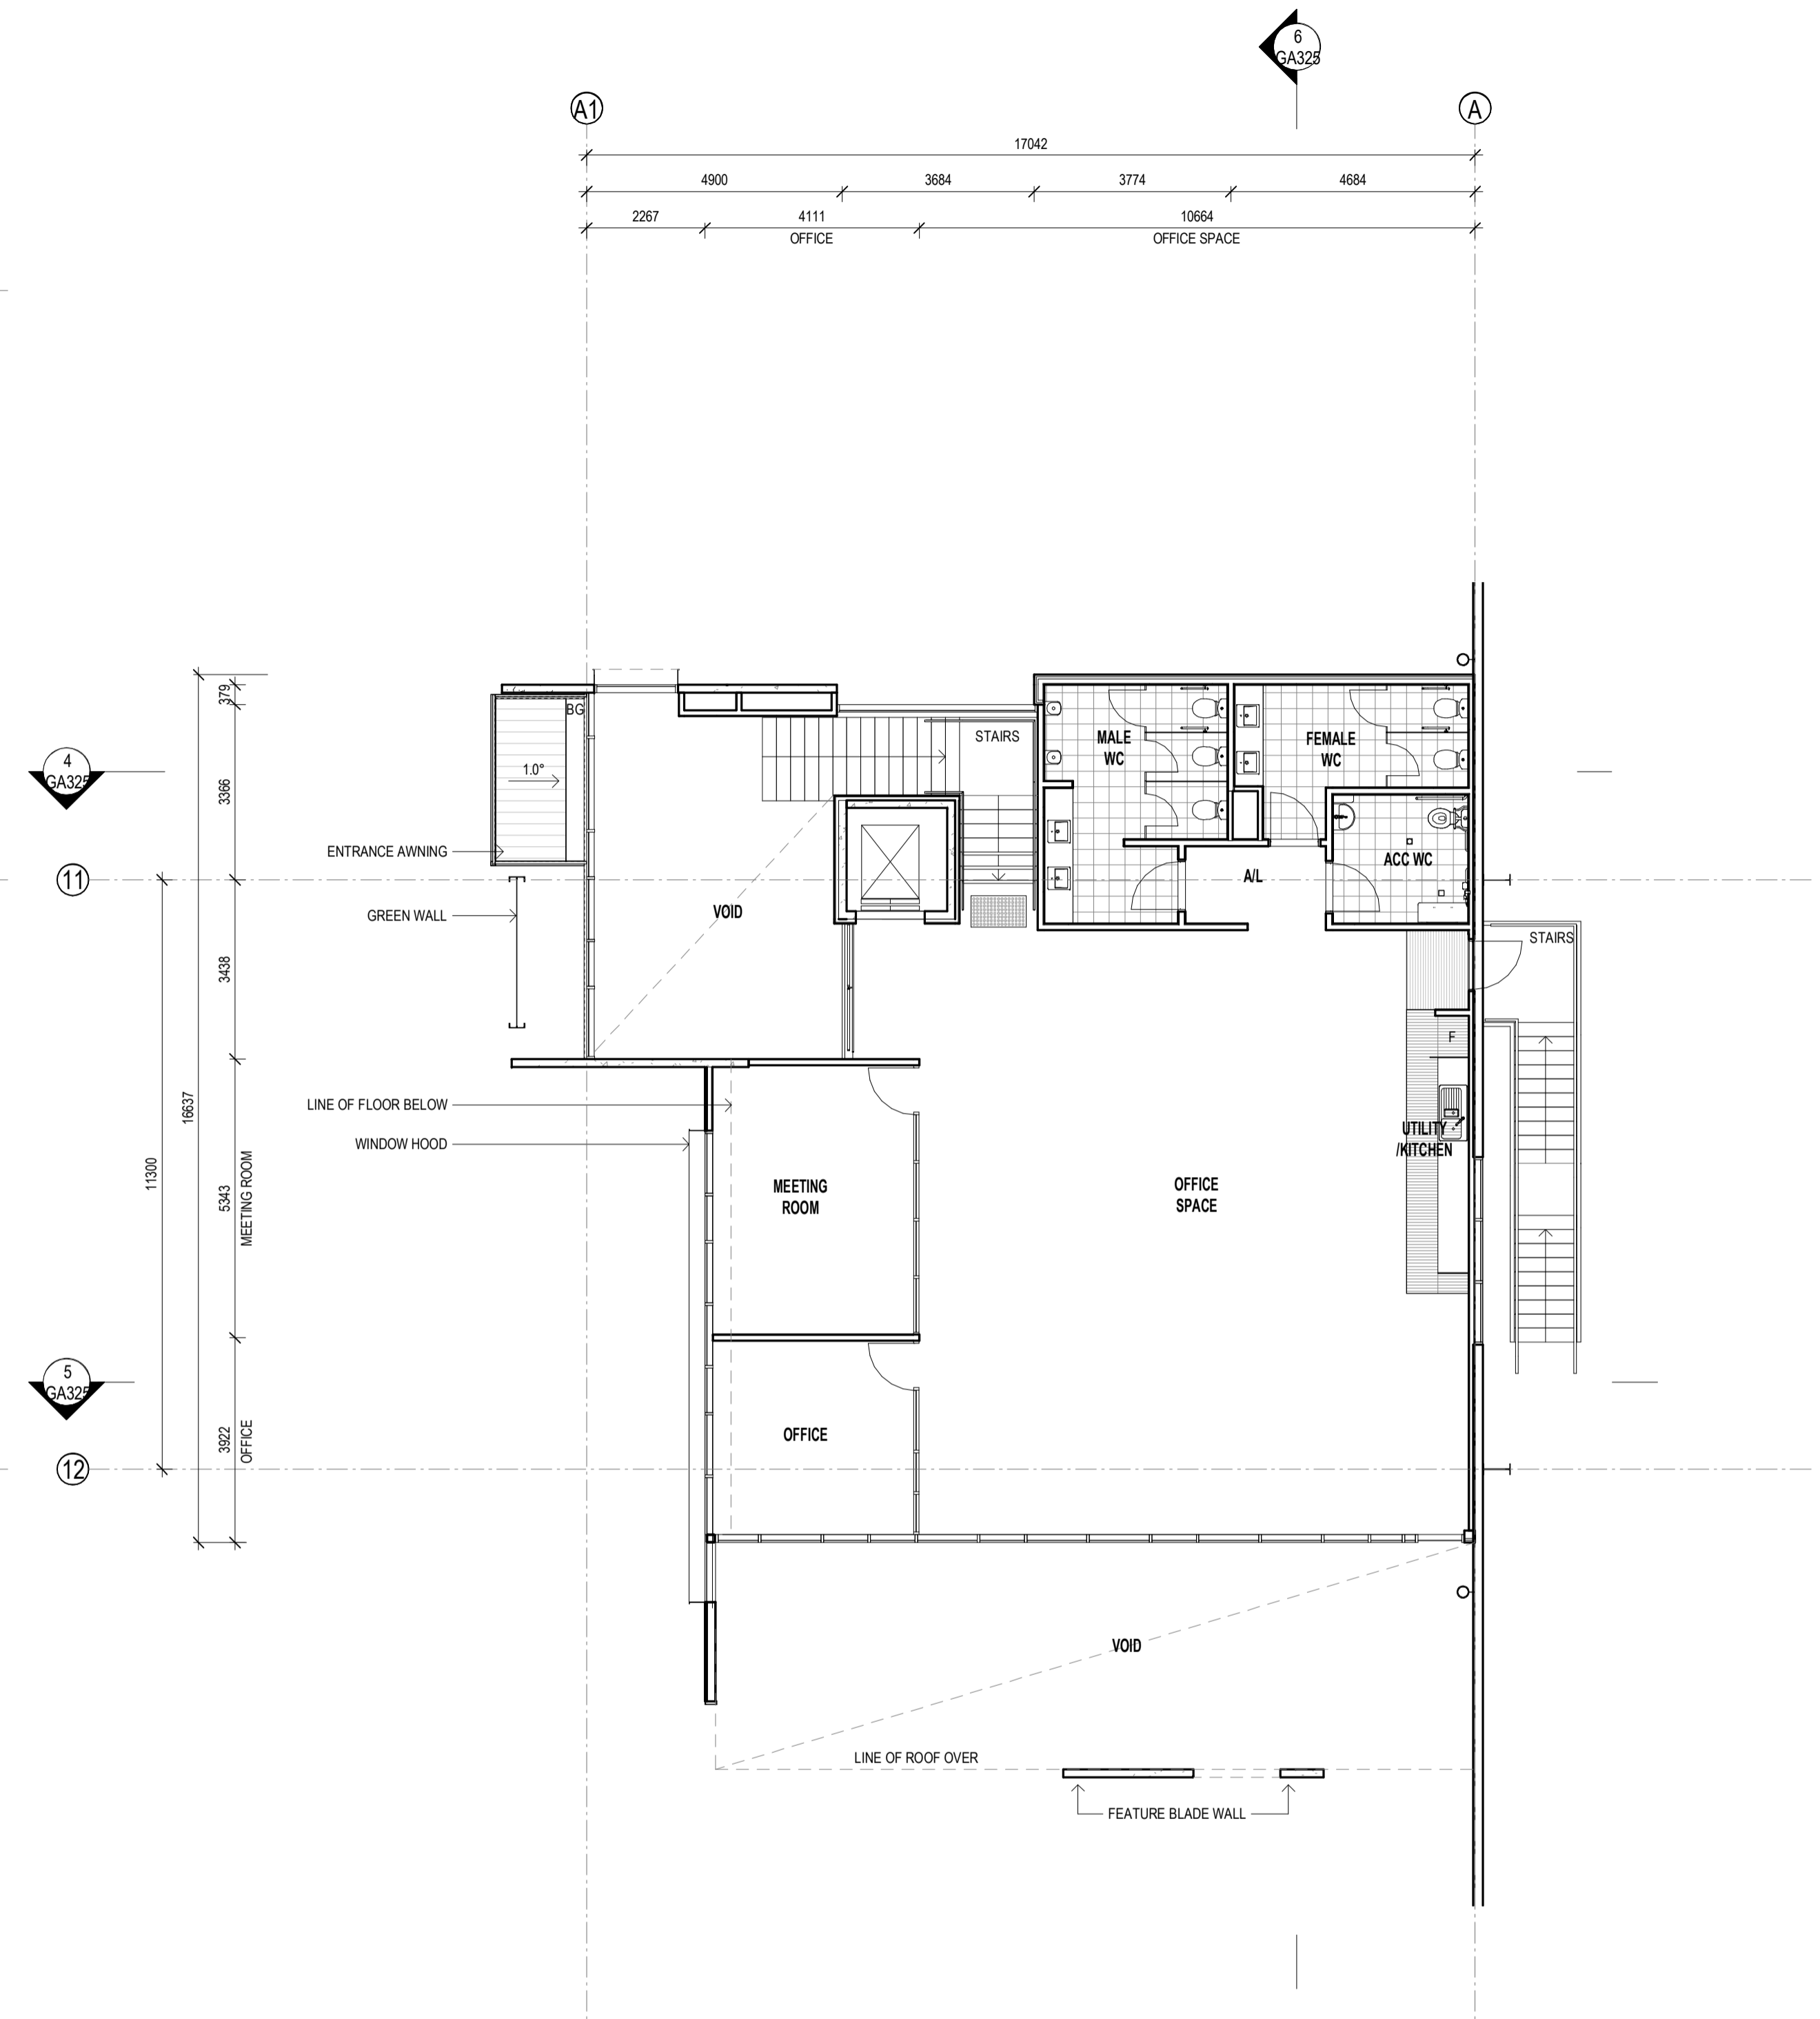 6
GA325
A1
A
17042
4900
3684
3774
4684
2267
4111
10664
OFFICE
OFFICE SPACE
379
BG
STAIRS
MALE
WC
FEMALE
WC
4
GA325
1.0°
3366
ENTRANCE AWNING
ACC WC
11
A/L
GREEN WALL
VOID
STAIRS
3438
F
16637
LINE OF FLOOR BELOW
UTILITY
/KITCHEN
WINDOW HOOD
11300
5343
MEETING ROOM
MEETING
ROOM
OFFICE
SPACE
5
GA325
3922
OFFICE
OFFICE
12
VOID
LINE OF ROOF OVER
FEATURE BLADE WALL